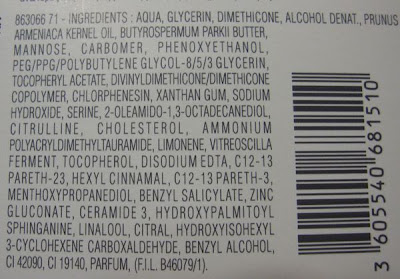 863066 71 - INGREDIENTS : AQUA, GLYCERIN, DIMETHICONE, ALCOHOL DENAT., PRUNUS
ARMENIACA KERNEL OIL, BUTYROSPERMUM PARKII BUTTER,
MANNOSE, CARBOMER, PHENOXYETHANOL,
PEG/PPG/POLYBUTYLENE GLYCOL-8/5/3 GLYCERIN,
TOCOPHERYL ACETATE, DIVINYLDIMETHICONE/DIMETHICONE
COPOLYMER, CHLORPHENESIN, XANTHAN GUM, SODIUM
HYDROXIDE, SERINE, 2-OLEAMIDO-1,3-OCTADECANEDIOL,
CITRULLINE, CHOLESTEROL, AMMONIUM
POLYACRYLDIMETHYLTAURAMIDE, LIMONENE, VITREOSCILLA
FERMENT, TOCOPHEROL, DISODIUM EDTA, C12-13
PARETH-23, HEXYL CINNAMAL, C12-13 PARETH-3,
MENTHOXYPROPANEDIOL, BENZYL SALICYLATE, ZINC
GLUCONATE, CERAMIDE 3, HYDROXYPALMITOYL
SPHINGANINE, LINALOOL, CITRAL, HYDROXYISOHEXYL
3-CYCLOHEXENE CARBOXALDEHYDE, BENZYL ALCOHOL,
CI 42090, CI 19140, PARFUM, (F.I.L. B46079/1).
3 605540 681510